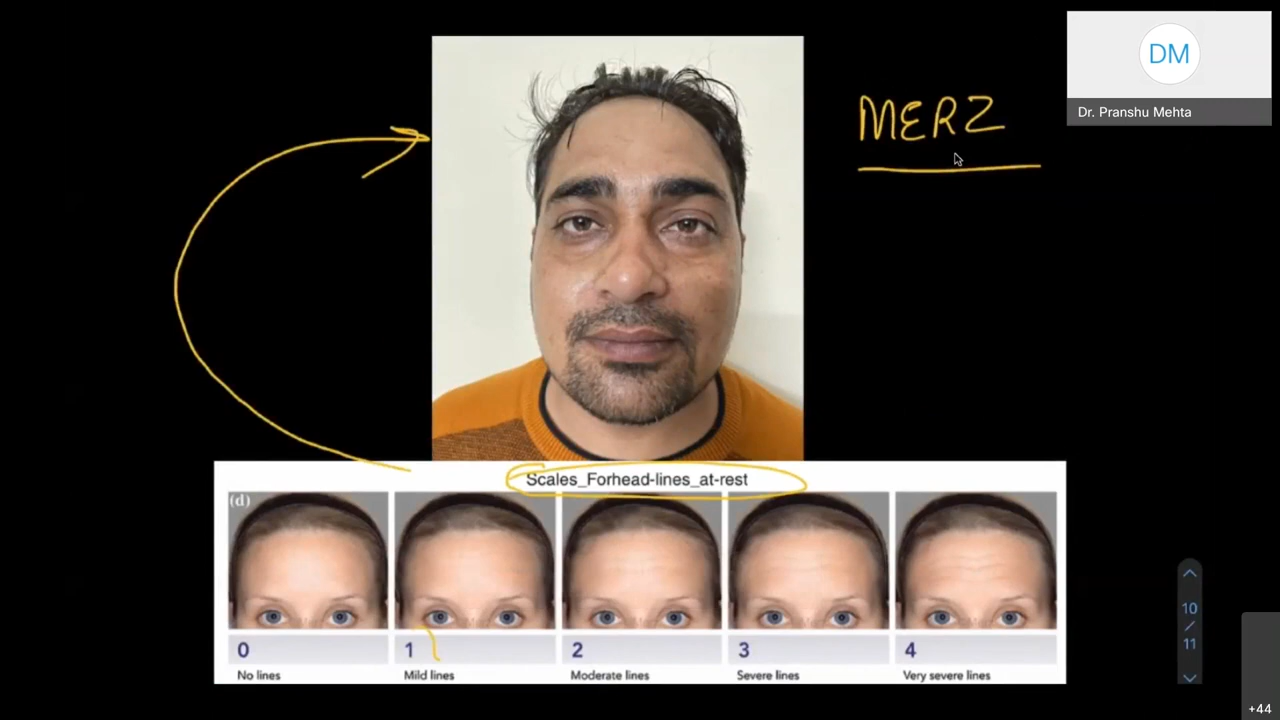 DM
Dr. Pranshu Mehta
MERZ
Scales_Forhead-lines_at-rest
(d)
0
1
2
3
4
No lines
Mild lines
Moderate lines
Severe lines
Very severe lines
10
/
11
+44